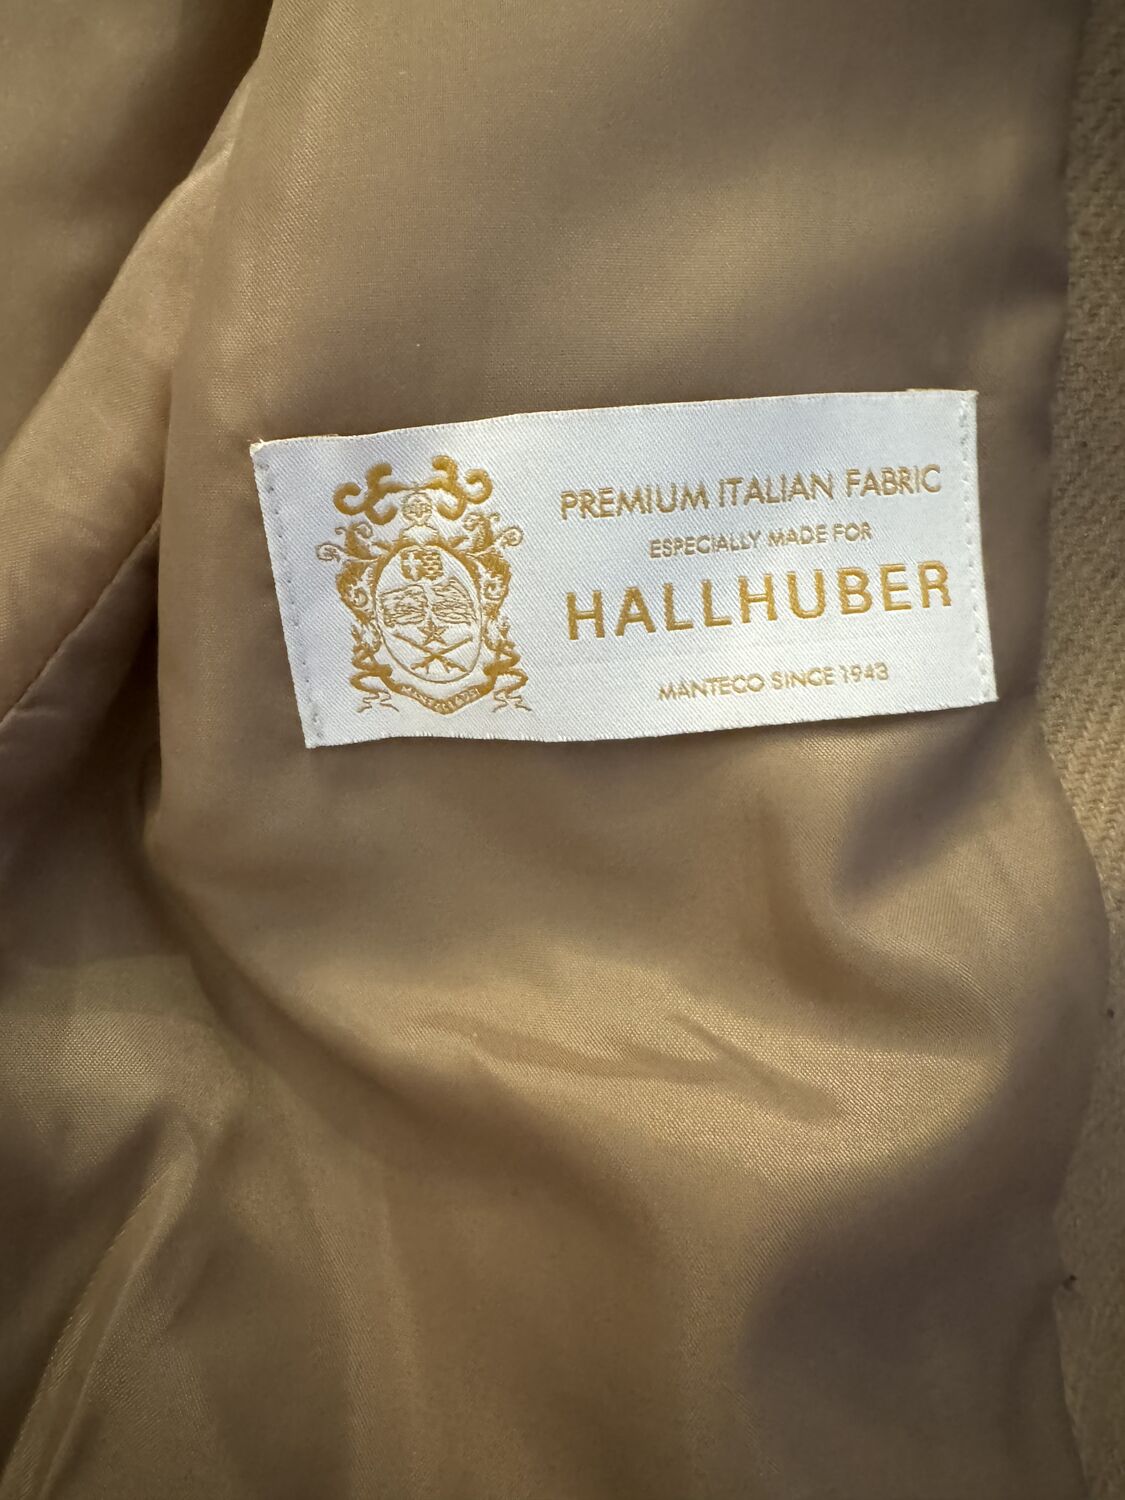 PREMIUM ITALIAN FABRIC
ESPECIALLY MADE FOR
HALLHUBER
MANTECO SINCE 1943